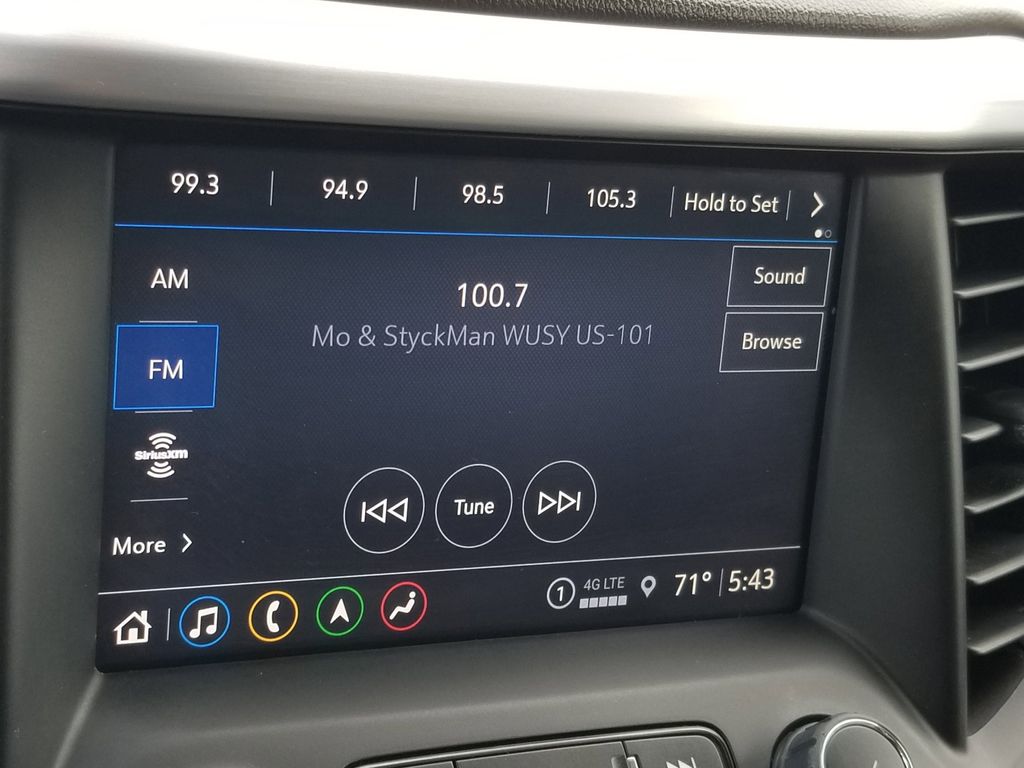 99.3 94.9 98.5 105.3 Hold to Set
AM
100.7
Sound
Mo & StyckMan WUSY US-101
Browse
FM
SiriusXM
Tune
More
1 4G LTE 71° 5:43